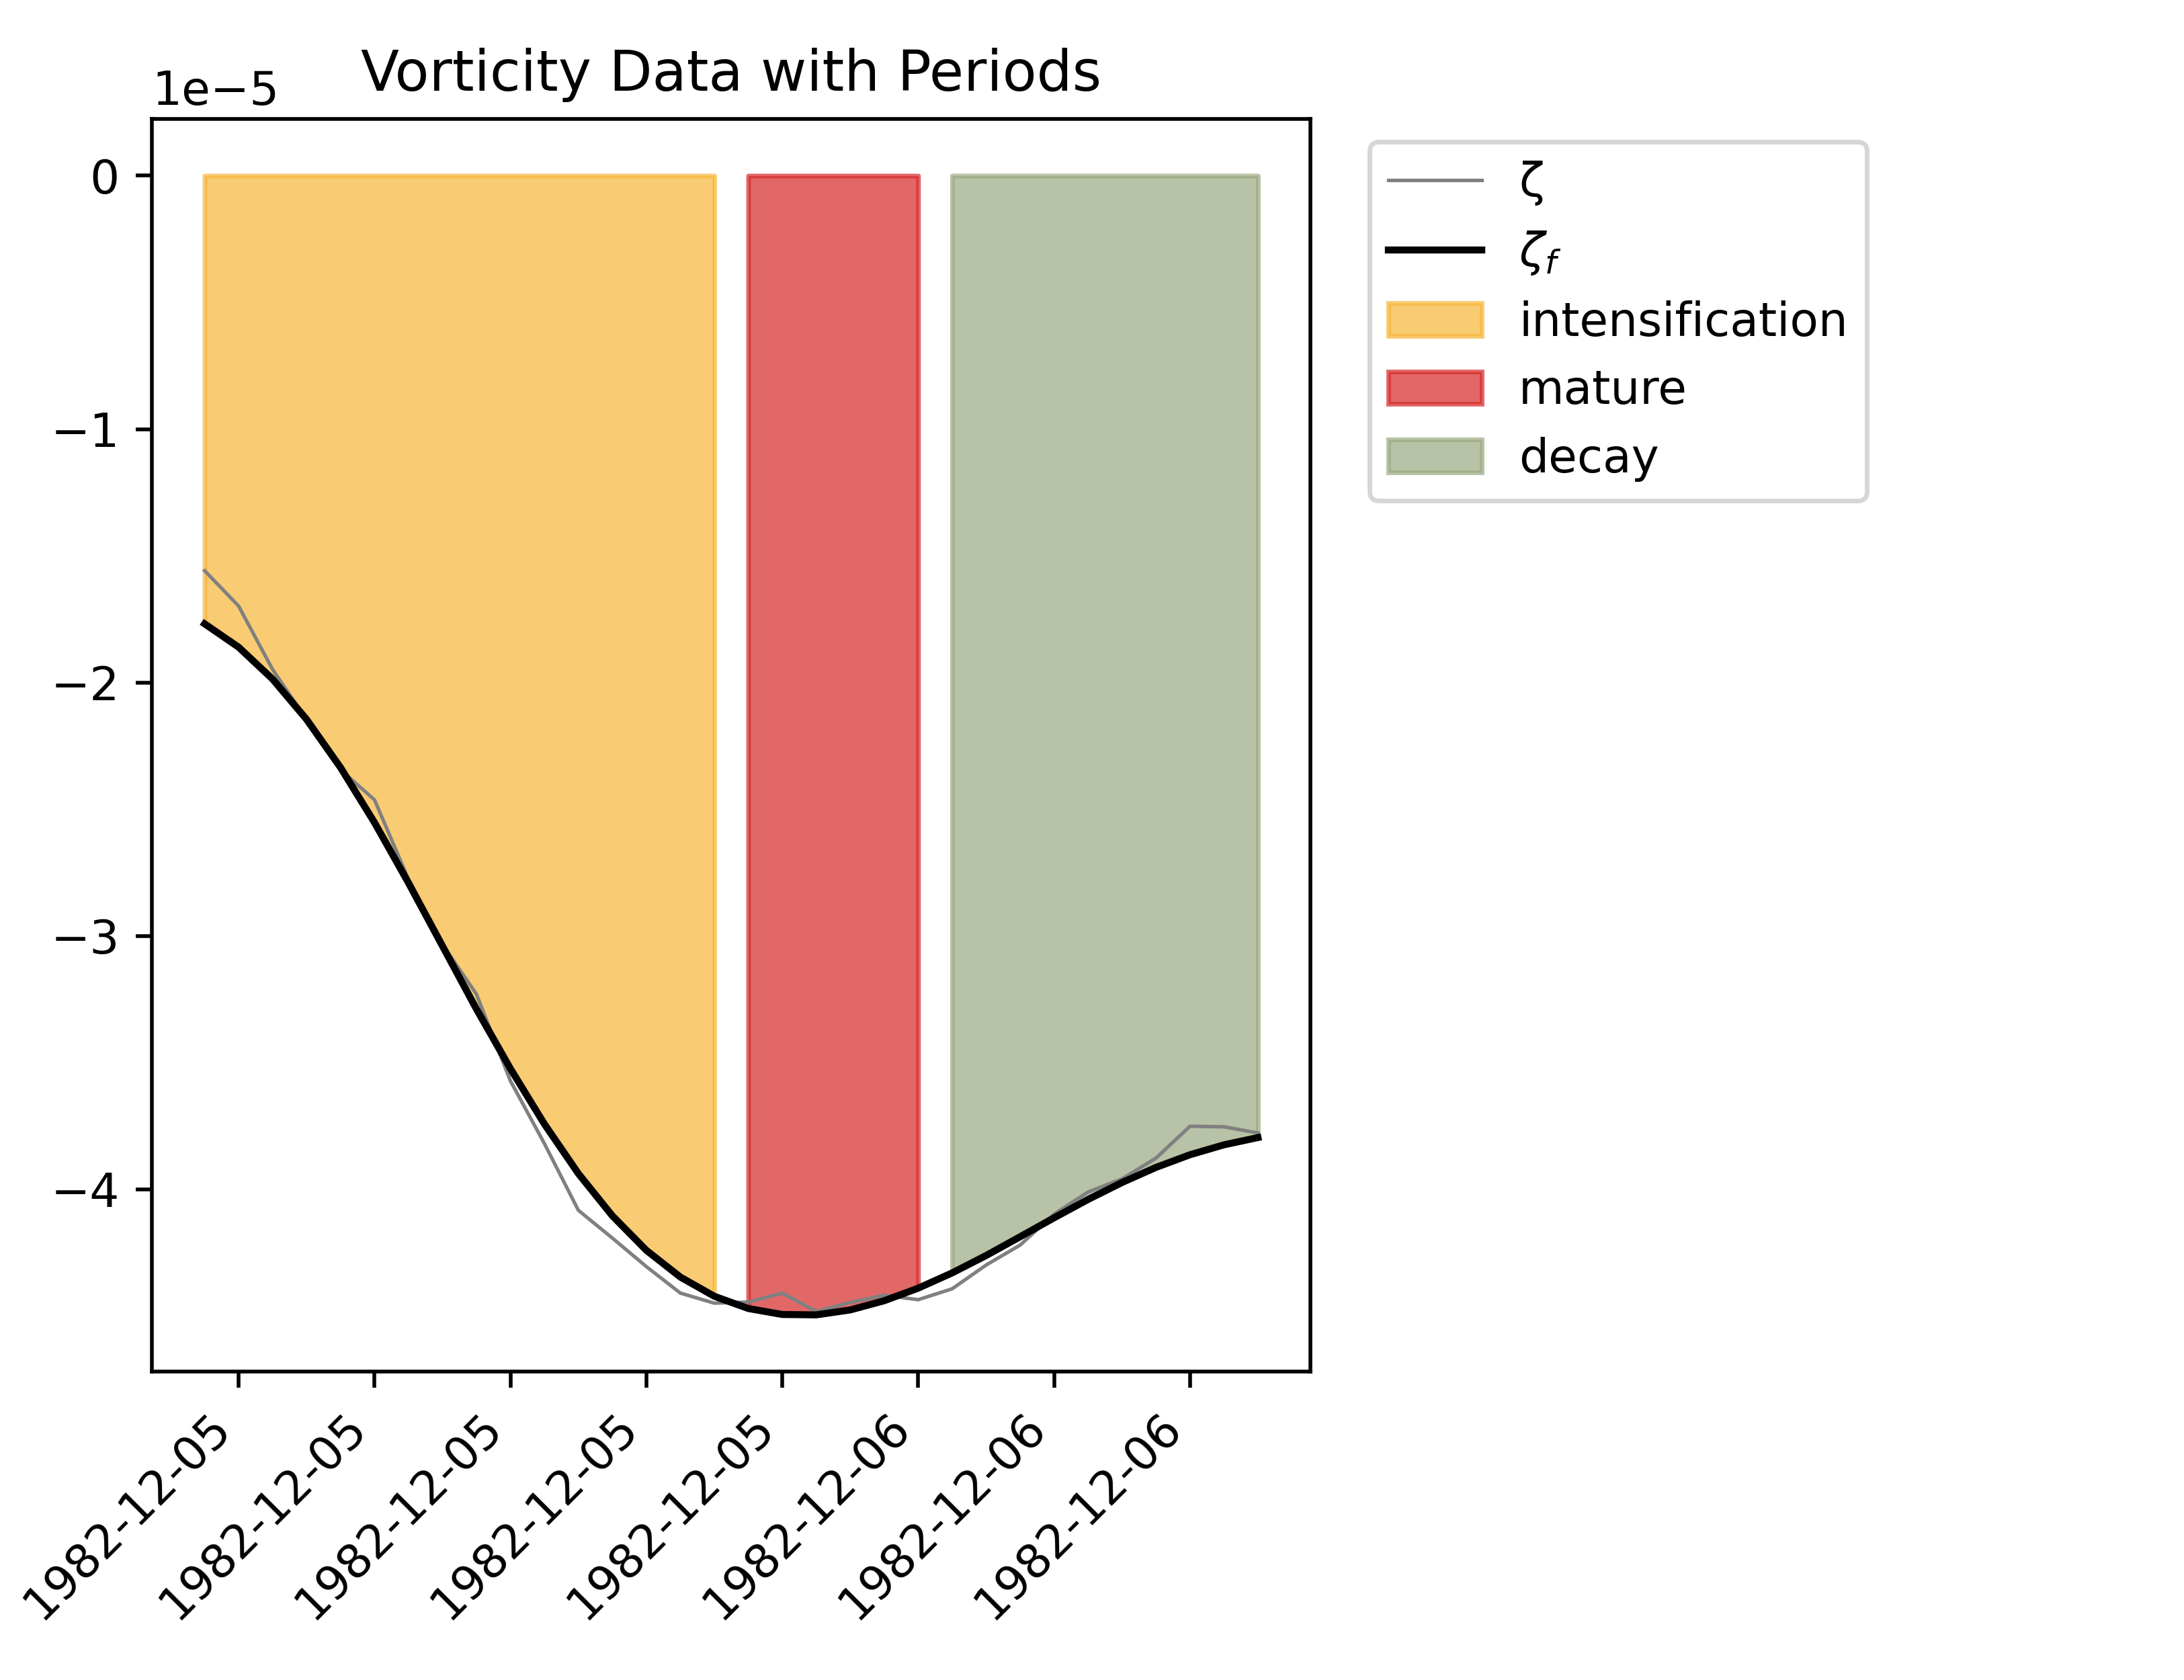 Vorticity Data with Periods
1e−5
0
−1
−2
−3
−4
1982-12-05
1982-12-05
1982-12-05
1982-12-05
1982-12-05
1982-12-06
1982-12-06
1982-12-06
ζ
ζf
intensification
mature
decay